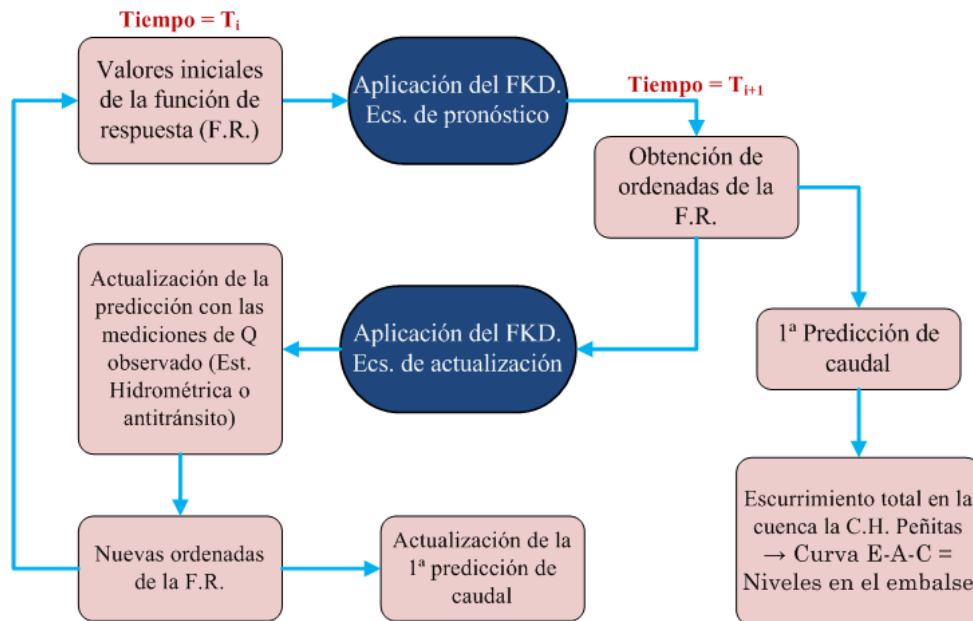 Tiempo = Ti
Valores iniciales
de la función de
respuesta (F.R.)
Aplicación del FKD.
Ecs. de pronóstico
Tiempo = Ti+1
Obtención de
ordenadas de la
F.R.
Actualización de la
predicción con las
mediciones de Q
observado (Est.
Hidrométrica o
antitránsito)
Aplicación del FKD.
Ecs. de actualización
1ª Predicción de
caudal
Nuevas ordenadas
de la F.R.
Actualización de la
1ª predicción de
caudal
Escurrimiento total en la
cuenca la C.H. Peñitas
→ Curva E-A-C =
Niveles en el embalse